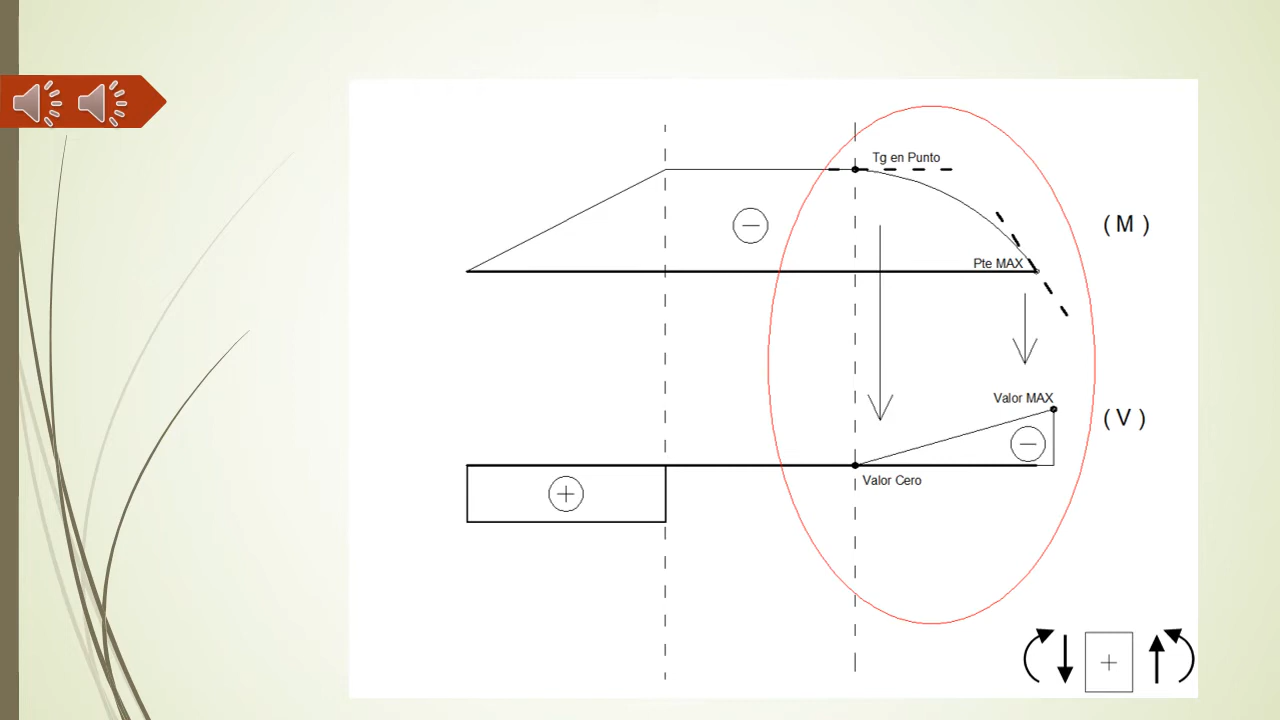 Tg en Punto
( M )
Pte MAX
Valor MAX
( V )
Valor Cero